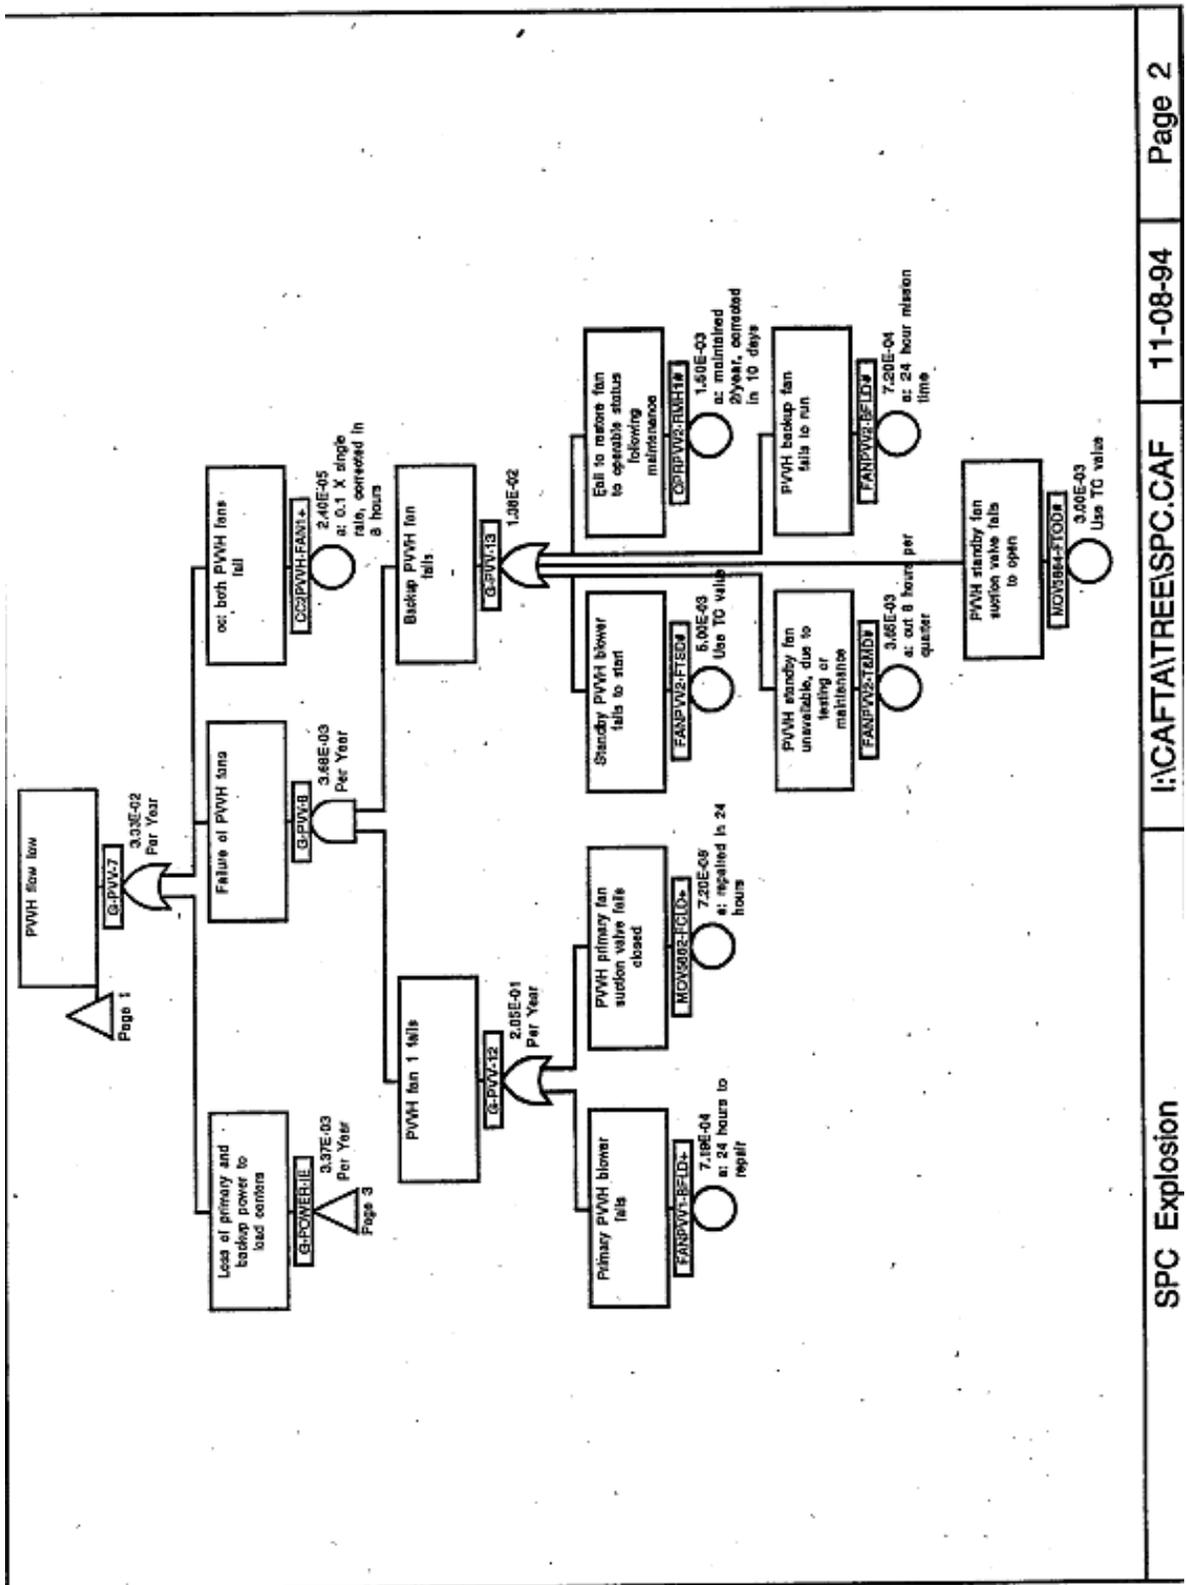 PVVH flow low
G-PVV-7
3.33E-02
Per Year
Page 1
Loss of primary and
backup power to
load centers
G-POWER-IE
3.37E-03
Per Year
Page 3
Failure of PVVH fans
G-PVV-8
3.68E-03
Per Year
both PVVH fans
fail
CC2PVVH-FAN1+
2.40E-05
a: 0.1 X single
rate, corrected in
8 hours
PVVH fan 1 fails
G-PVV-12
2.05E-01
Per Year
Backup PVVH fan
fails
G-PVV-13
1.38E-02
Primary PVVH blower
fails
FANPVV1-BFLD+
7.19E-04
a: 24 hours to
repair
PVVH primary fan
suction valve fails
closed
MOV5662-FCLD+
a: repaired in 24
hours
Standby PVVH blower
fails to start
FANPVV2-FTSD#
5.00E-03
Use TC value
Fail to restore fan
to operable status
following
maintenance
OPRPVV2-RMH1#
1.50E-03
a: maintained
2/year, corrected
in 10 days
PVVH standby fan
unavailable, due to
testing or
maintenance
FANPVV2-T&MD#
3.65E-03
a: out 8 hours per
quarter
PVVH backup fan
fails to run
FANPVV2-BFLD#
7.20E-04
a: 24 hour mission
time
PVVH standby fan
suction valve fails
to open
MOV5664-FTOD#
3.00E-03
Use TC value
SPC Explosion
I:\CAFTA\TREE\SPC.CAF
11-08-94
Page 2